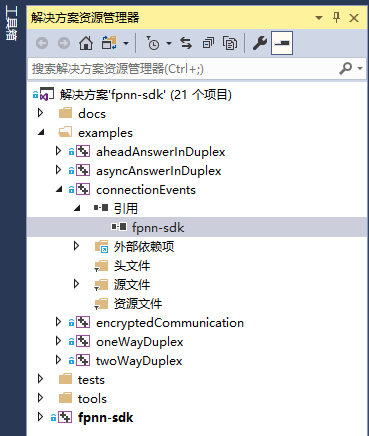 工具箱
解决方案资源管理器
搜索解决方案资源管理器(Ctrl+;)
解决方案'fpnn-sdk' (21 个项目)
docs
examples
aheadAnswerInDuplex
asyncAnswerInDuplex
connectionEvents
引用
fpnn-sdk
外部依赖项
头文件
源文件
资源文件
encryptedCommunication
oneWayDuplex
twoWayDuplex
tests
tools
fpnn-sdk